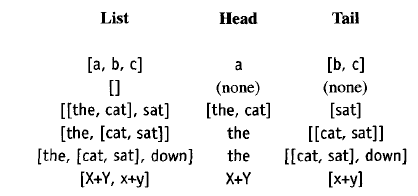 List Head Tail
[a, b, c] a [b, c]
[] (none) (none)
[[the, cat], sat] [the, cat] [sat]
[the, [cat, sat]] the [[cat, sat]]
[the, [cat, sat], down] the [[cat, sat], down]
[X+Y, x+y] X+Y [x+y]